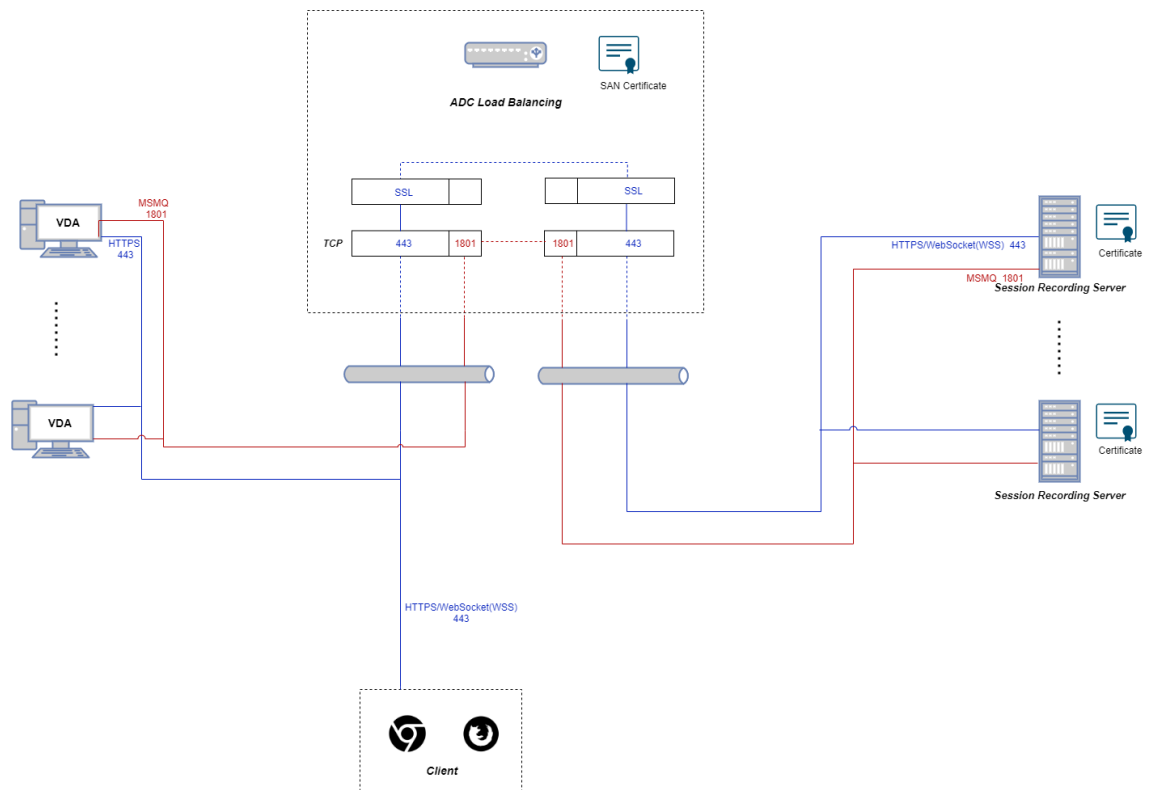 SAN Certificate
ADC Load Balancing
SSL
SSL
TCP
443
1801
1801
443
VDA
MSMQ
1801
HTTPS
443
VDA
HTTPS/WebSocket(WSS) 443
Certificate
MSMQ 1801
Session Recording Server
Certificate
Session Recording Server
HTTPS/WebSocket(WSS)
443
Client